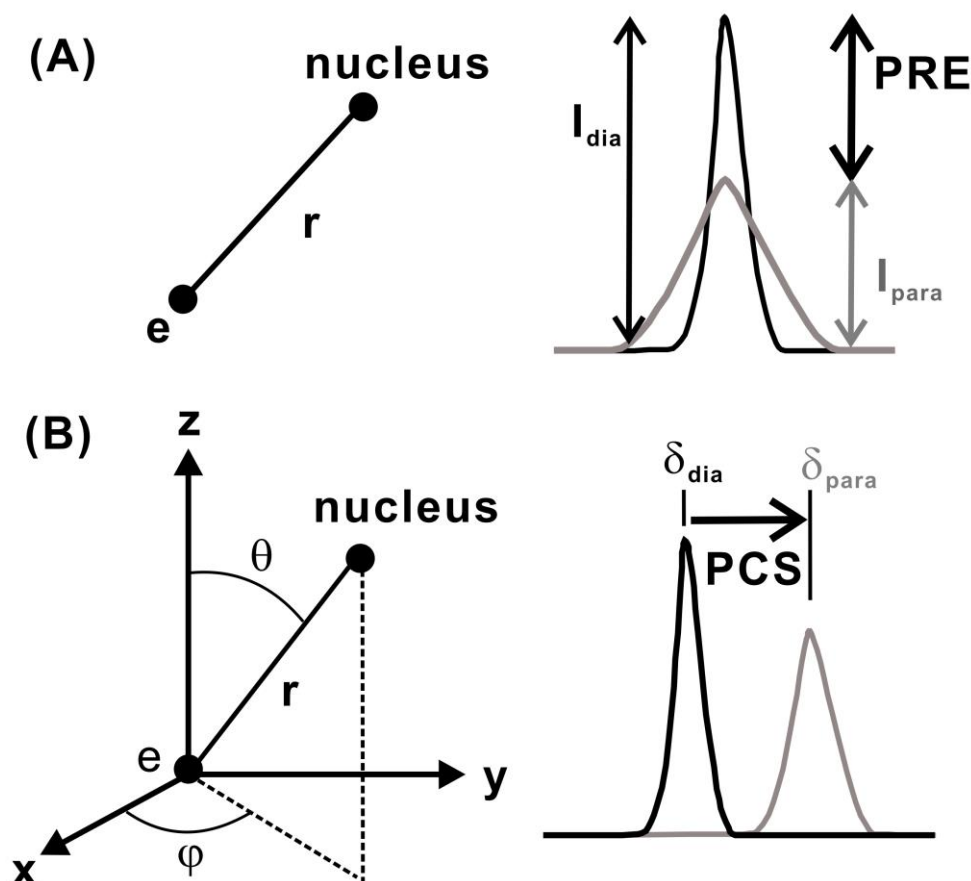 (A)
nucleus
r
e
I dia
PRE
I para
(B)
z
nucleus
θ
r
e
y
x
φ
δ dia
δ para
PCS